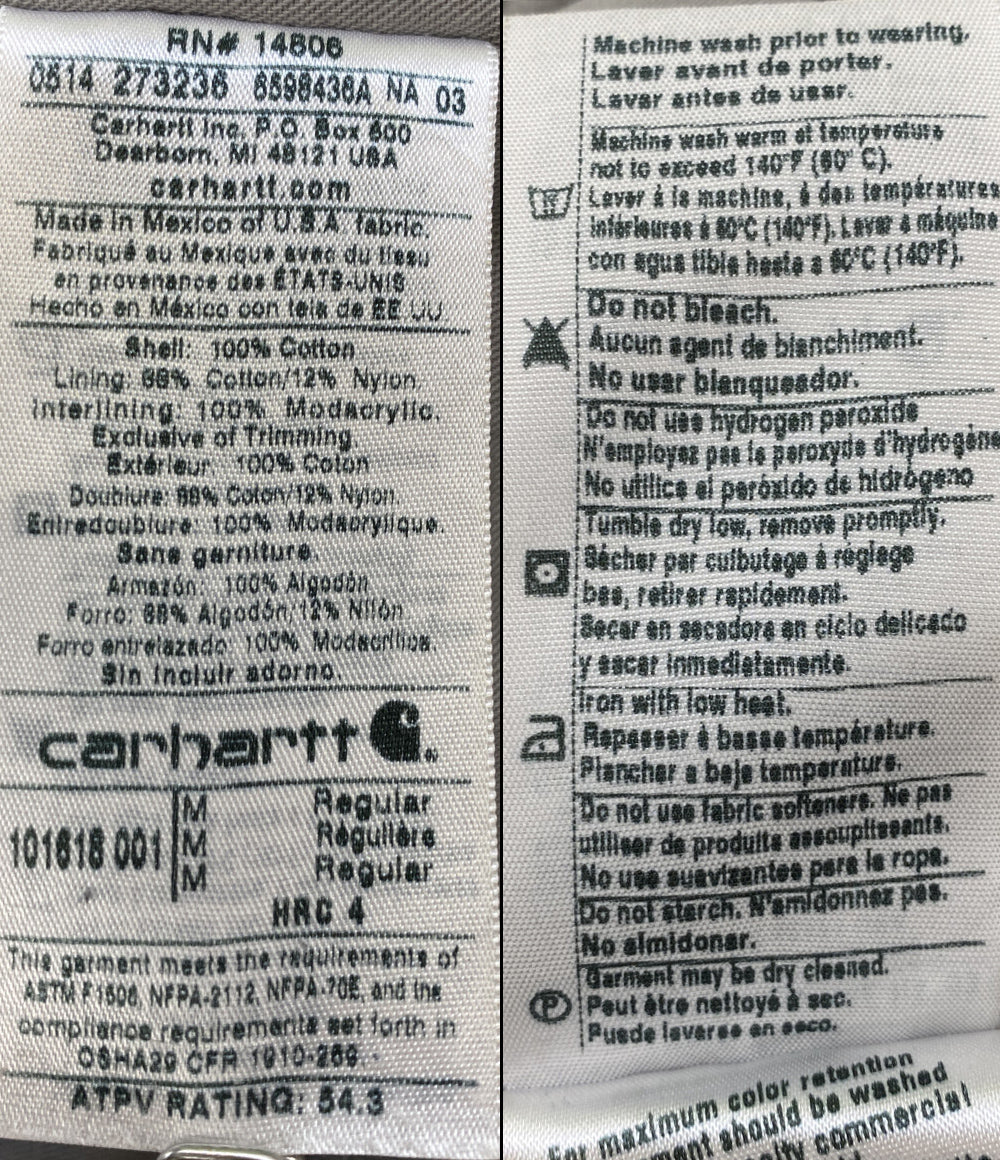 RN# 14806
0514 273236 6598436A NA 03
Carhartt Inc. P.O. Box 600
Dearborn, MI 48121 USA
carhartt.com
Made in Mexico of U.S.A fabric.
Fabriqué au Mexique avec du tissu
en provenance des ÉTATS-UNIS
Hecho en México con tela de EE UU
Shell: 100% Cotton
Lining: 88% Cotton/12% Nylon.
Interlining: 100% Modacrylic.
Exclusive of Trimming.
Extérieur: 100% Coton
Doublure: 88% Coton/12% Nylon.
Entredoublure: 100% Modacrylique.
Sans garniture.
Armazón: 100% Algodón
Forro: 88% Algodón/12% Nilón
Forro entrelazado 100% Modacrílica.
Sin incluir adorno.
carhartt
101618 001
M Regular
M Régulière
M Regular
M
HRC 4
This garment meets the requirements of
ASTM F1506, NFPA-2112, NFPA-70E, and the
compliance requirements set forth in
OSHA29 CFR 1910-269
ATPV RATING: 54.3
Machine wash prior to wearing.
Laver avant de porter.
Lavar antes de usar.
Machine wash warm at temperature
not to exceed 140°F (60° C).
Laver à la machine, à des températures
inférieures à 60°C (140°F). Lavar a máquina
con agua tibia hasta a 60°C (140°F).
Do not bleach.
Aucun agent de blanchiment.
No usar blanqueador.
Do not use hydrogen peroxide
N'employez pas le peroxyde d'hydrogène
No utilice el peróxido de hidrógeno
Tumble dry low, remove promptly.
Sécher par culbutage à réglage
bas, retirer rapidement.
Secar en secadora en ciclo delicado
y sacar inmediatamente.
Iron with low heat.
Repasser à basse température.
Planchar a baja temperatura.
Do not use fabric softeners. Ne pas
utiliser de produits assouplissants.
No use suavizantes para la ropa.
Do not starch. N'amidonnez pas.
No almidonar.
Garment may be dry cleaned.
P Peut être nettoyé à sec.
Puede lavarse en seco.
For maximum color retention
ment should be washed
commercial